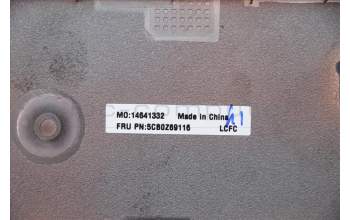 MO:14641332 Made in China
FRU PN:5CB0Z69116 LCFC